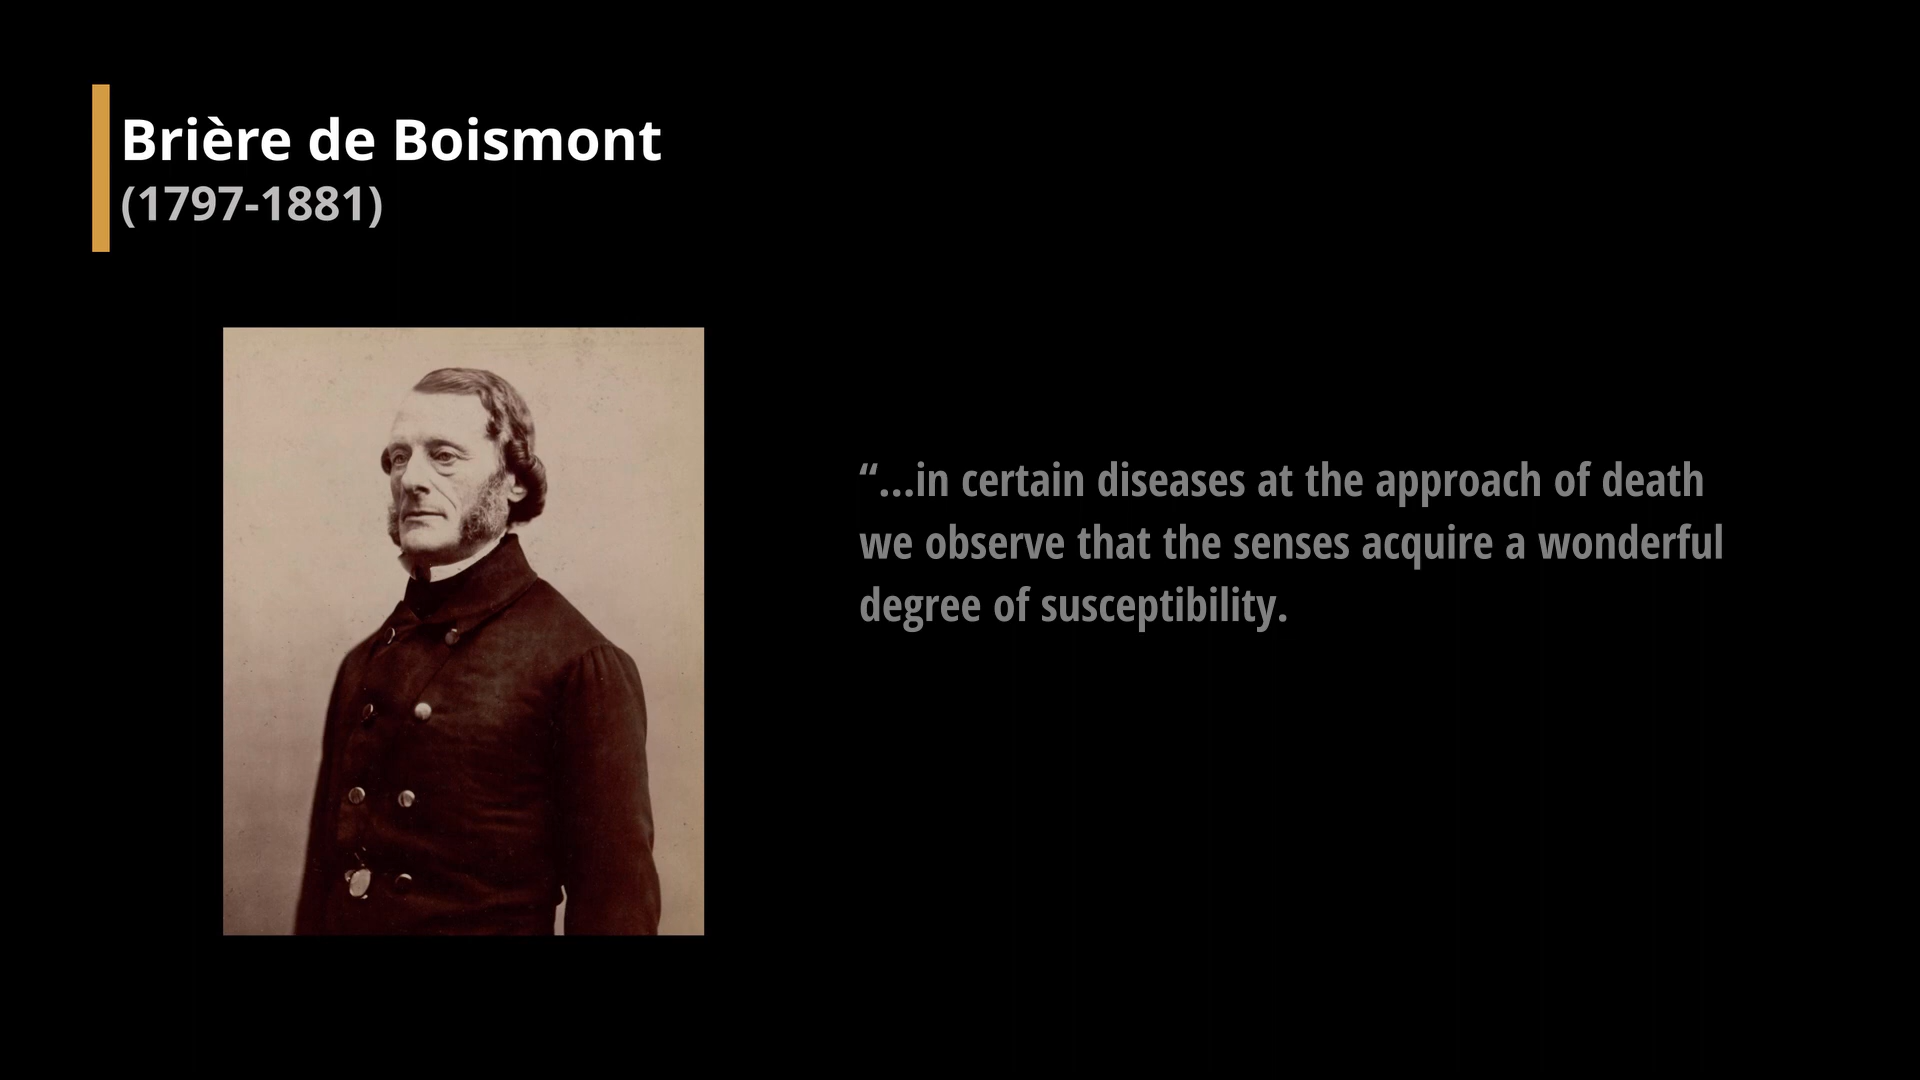 Brière de Boismont
(1797-1881)
“...in certain diseases at the approach of death
we observe that the senses acquire a wonderful
degree of susceptibility.